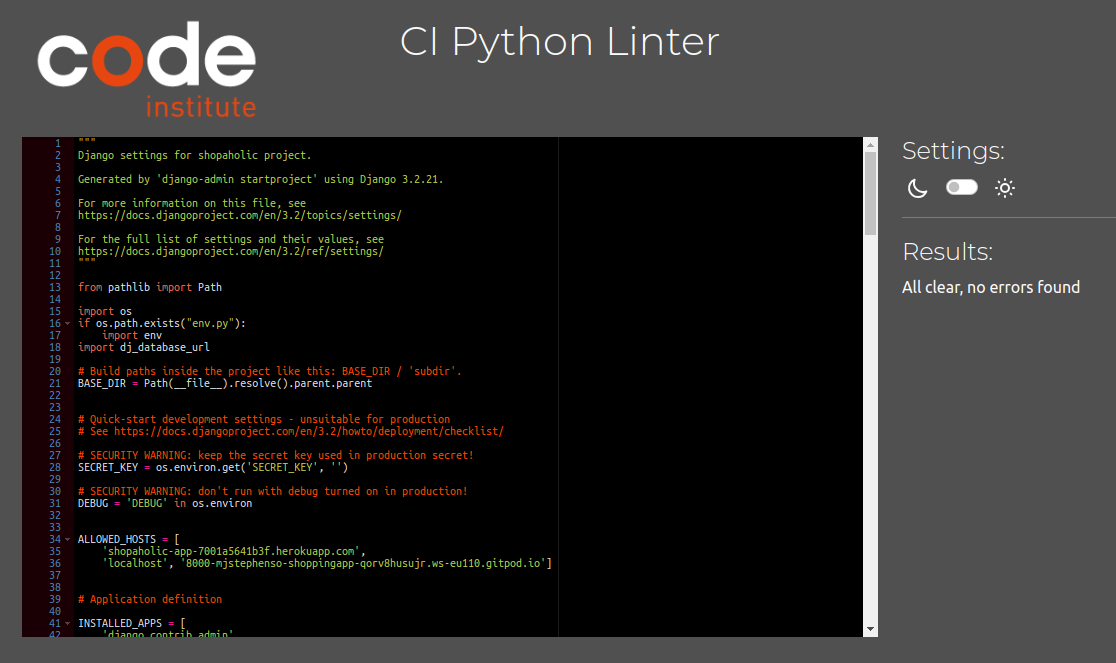 code
institute
CI Python Linter
1 """
2 Django settings for shopaholic project.
3
4 Generated by 'django-admin startproject' using Django 3.2.21.
5
6 For more information on this file, see
7 https://docs.djangoproject.com/en/3.2/topics/settings/
8
9 For the full list of settings and their values, see
10 https://docs.djangoproject.com/en/3.2/ref/settings/
11 """
12
13 from pathlib import Path
14
15 import os
16 if os.path.exists("env.py"):
17     import env
18 import dj_database_url
19
20 # Build paths inside the project like this: BASE_DIR / 'subdir'.
21 BASE_DIR = Path(__file__).resolve().parent.parent
22
23
24 # Quick-start development settings - unsuitable for production
25 # See https://docs.djangoproject.com/en/3.2/howto/deployment/checklist/
26
27 # SECURITY WARNING: keep the secret key used in production secret!
28 SECRET_KEY = os.environ.get('SECRET_KEY', '')
29
30 # SECURITY WARNING: don't run with debug turned on in production!
31 DEBUG = 'DEBUG' in os.environ
32
33
34 ALLOWED_HOSTS = [
35     'shopaholic-app-7001a5641b3f.herokuapp.com',
36     'localhost', '8000-mjstephenso-shoppingapp-qorv8husujr.ws-eu110.gitpod.io']
37
38
39 # Application definition
40
41 INSTALLED_APPS = [
42     'django.contrib.admin',
Settings:
Results:
All clear, no errors found